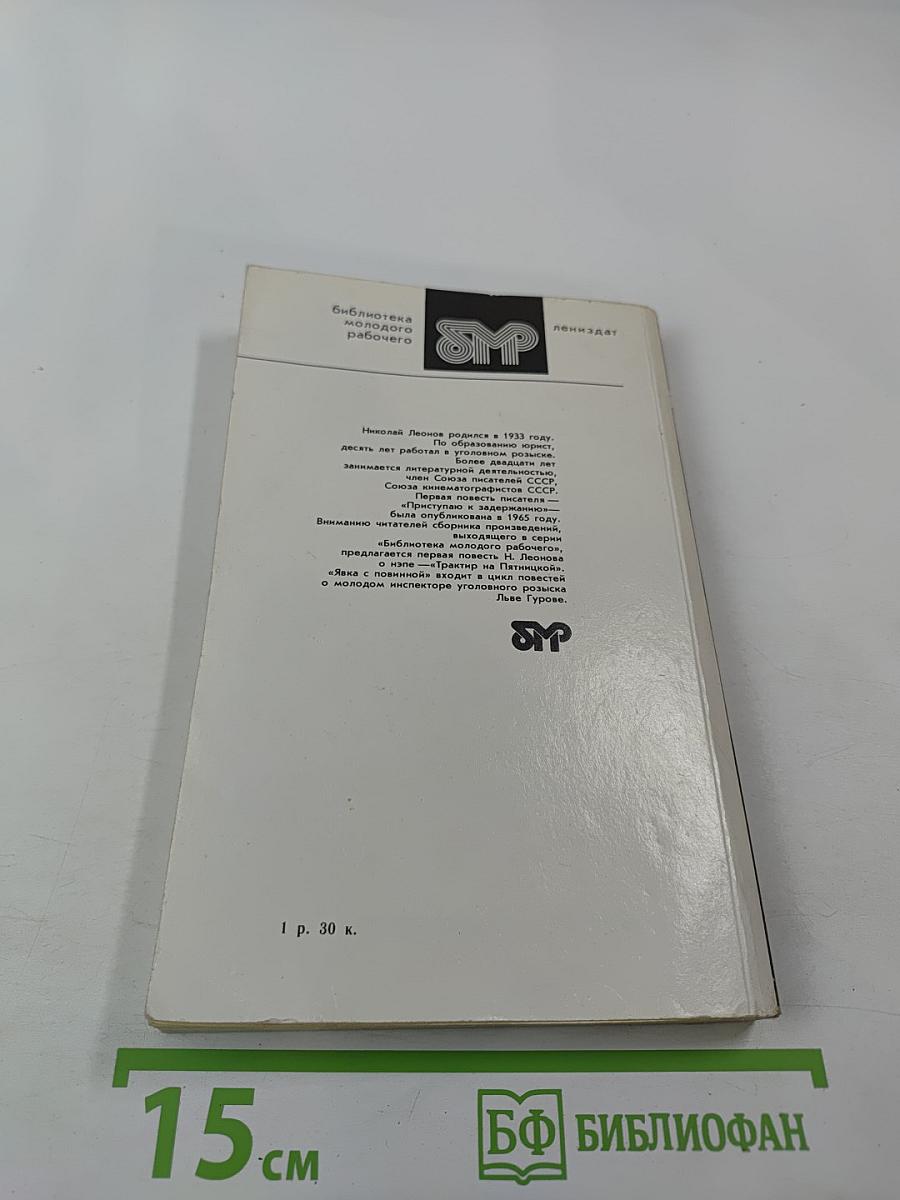 библиотека
молодого
рабочего
бмр
лениздат
Николай Леонов родился в 1933 году.
По образованию юрист,
десять лет работал в уголовном розыске.
Более двадцати лет
занимается литературной деятельностью,
член Союза писателей СССР,
Союза кинематографистов СССР.
Первая повесть писателя —
«Приступаю к задержанию»—
была опубликована в 1965 году.
Вниманию читателей сборника произведений,
выходящего в серии
«Библиотека молодого рабочего»,
предлагается первая повесть Н. Леонова
о нэпе —«Трактир на Пятницкой».
«Явка с повинной» входит в цикл повестей
о молодом инспекторе уголовного розыска
Льве Гурове.
бмр
1 р. 30 к.
15 см
БФ БИБЛИОФАН